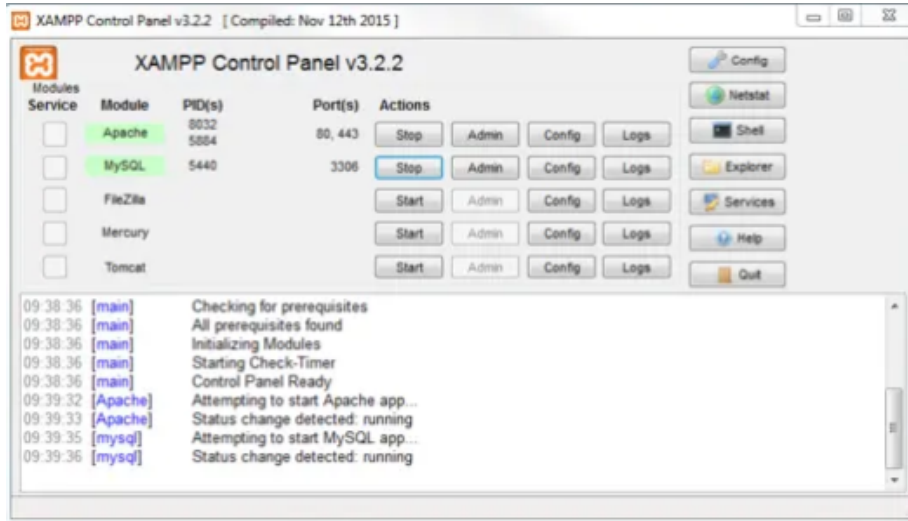 XAMPP Control Panel v3.2.2 [ Compiled: Nov 12th 2015 ]
XAMPP Control Panel v3.2.2
Config
Modules
Service Module PID(s) Port(s) Actions
Netstat
Apache 8032 5884 80, 443 Stop Admin Config Logs
Shell
MySQL 5440 3306 Stop Admin Config Logs
Explorer
FileZilla Start Admin Config Logs
Services
Mercury Start Admin Config Logs
Help
Tomcat Start Admin Config Logs
Quit
09:38:36 [main] Checking for prerequisites
09:38:36 [main] All prerequisites found
09:38:36 [main] Initializing Modules
09:38:36 [main] Starting Check-Timer
09:38:36 [main] Control Panel Ready
09:39:32 [Apache] Attempting to start Apache app...
09:39:33 [Apache] Status change detected: running
09:39:35 [mysql] Attempting to start MySQL app...
09:39:36 [mysql] Status change detected: running